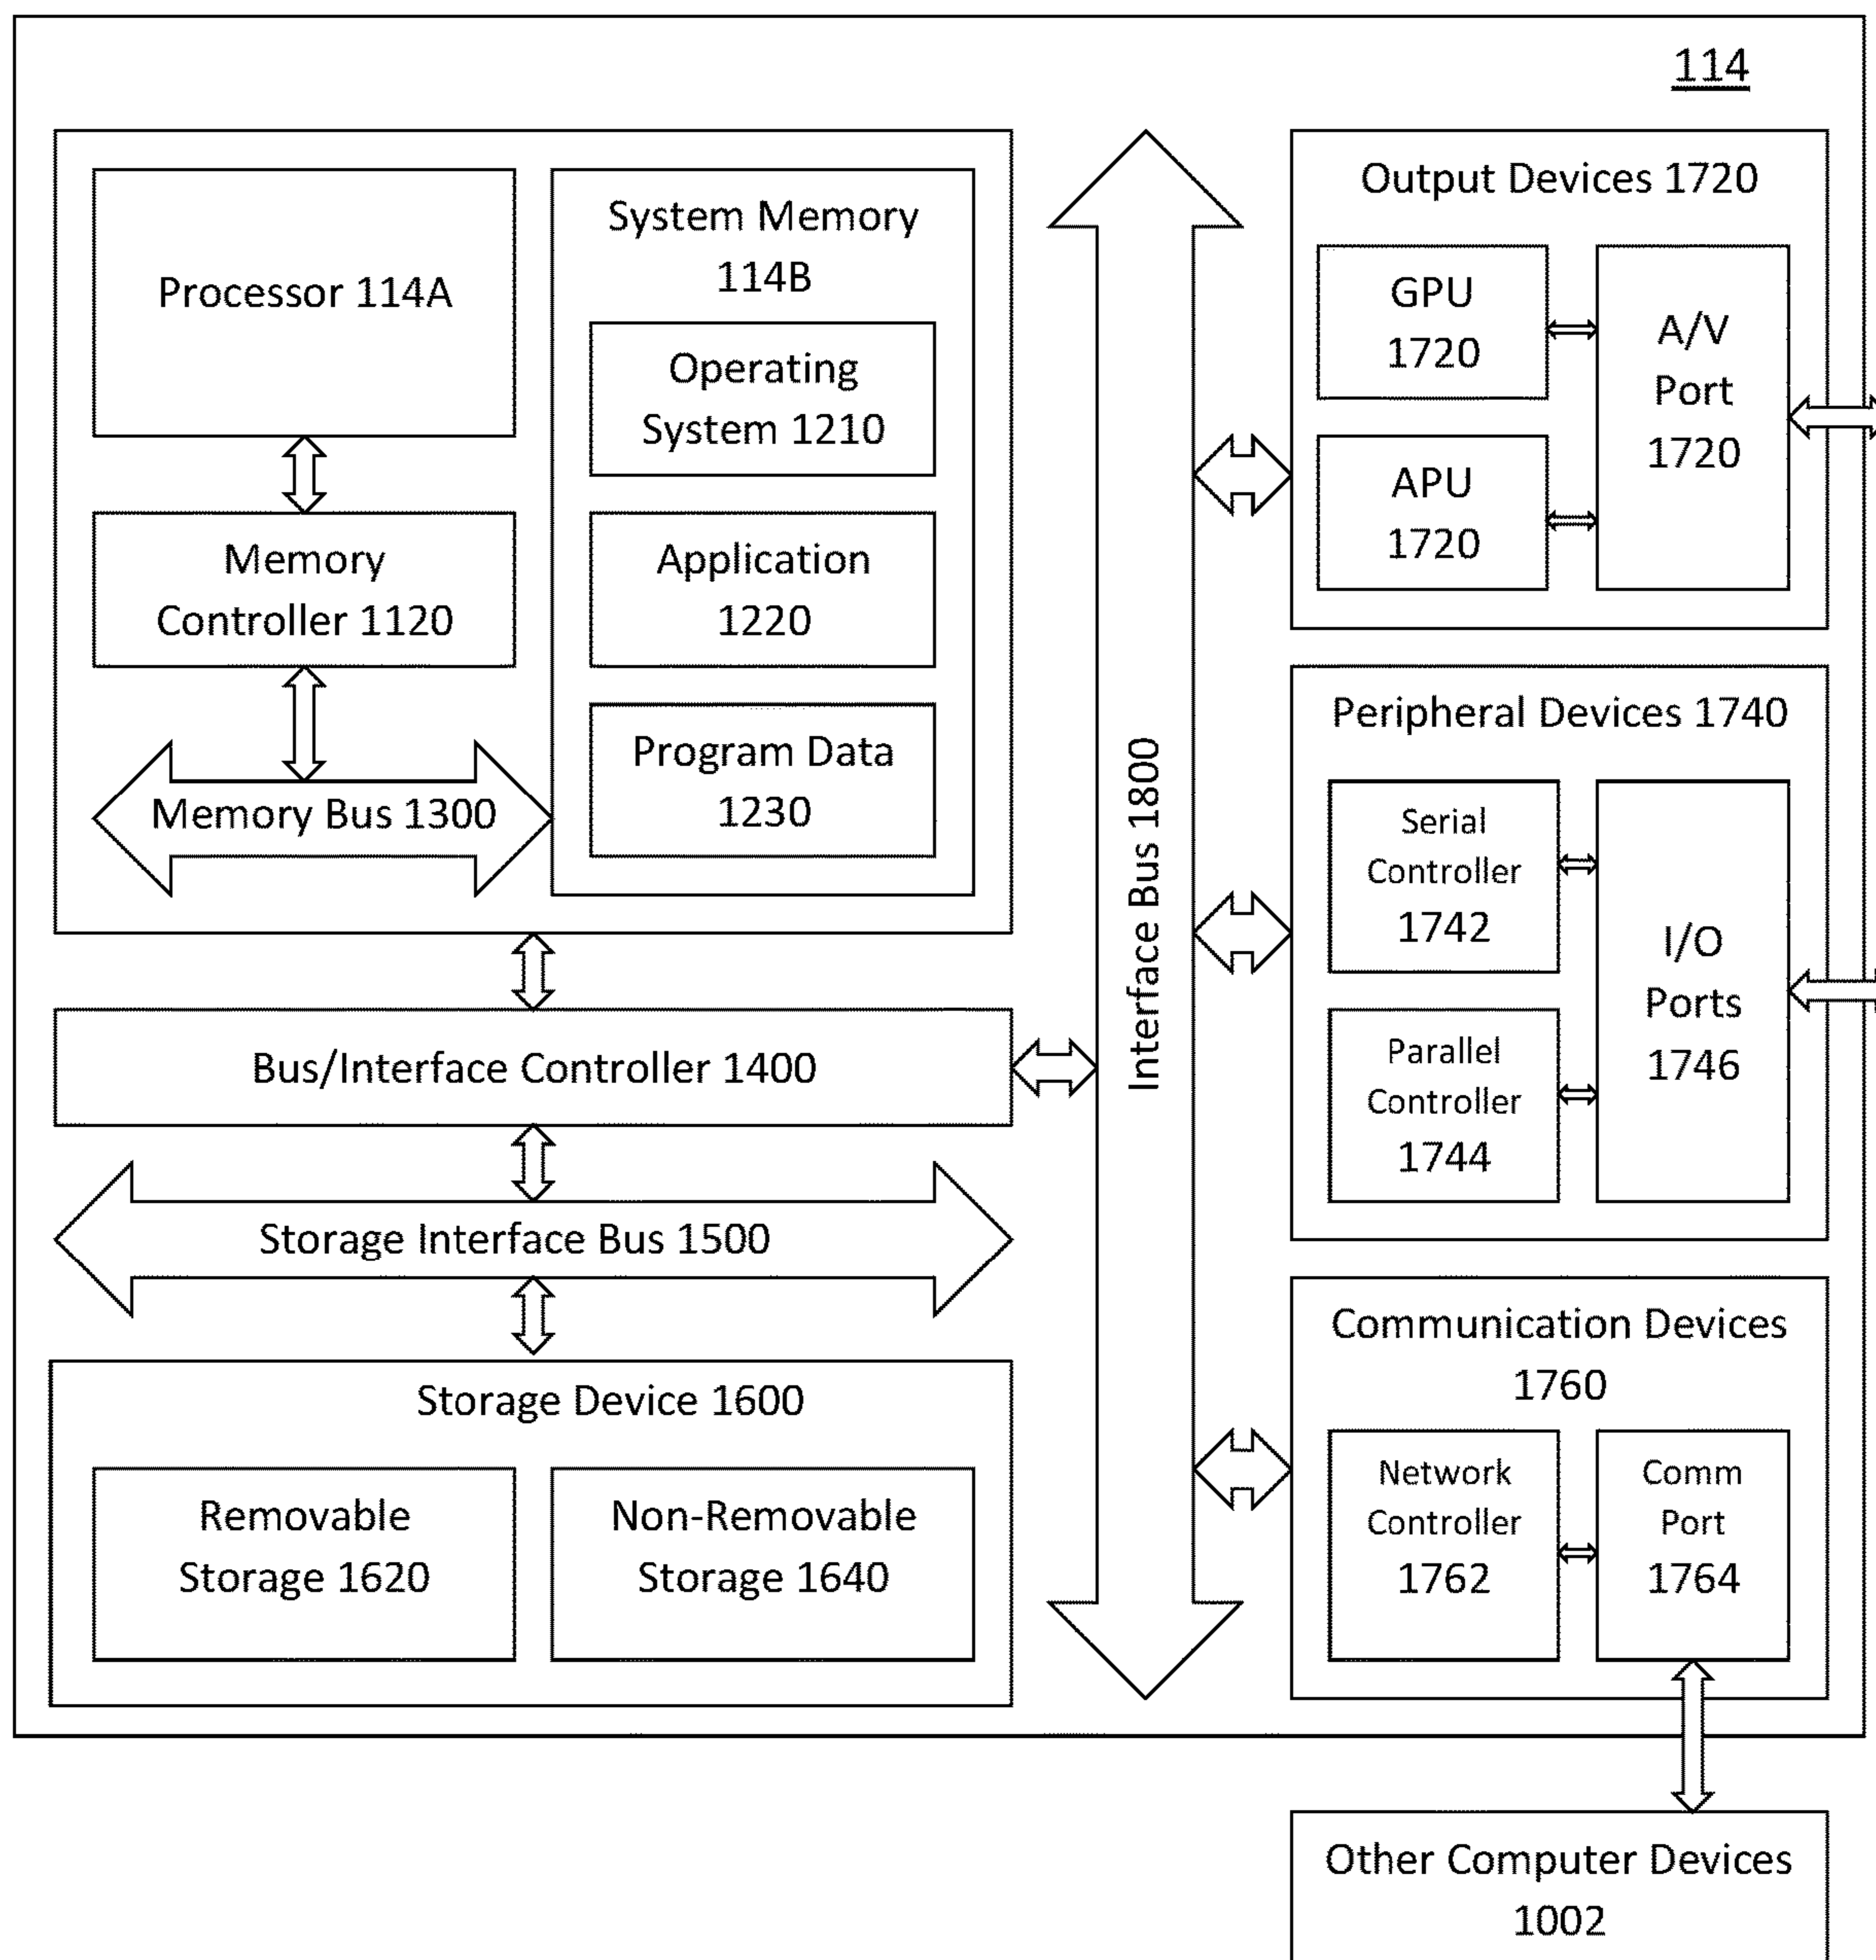 114
Processor 114A
Memory
Controller 1120
Memory Bus 1300
System Memory
114B
Operating
System 1210
Application
1220
Program Data
1230
Bus/Interface Controller 1400
Storage Interface Bus 1500
Storage Device 1600
Removable
Storage 1620
Non-Removable
Storage 1640
Interface Bus 1800
Output Devices 1720
GPU
1720
APU
1720
A/V
Port
1720
Peripheral Devices 1740
Serial
Controller
1742
Parallel
Controller
1744
I/O
Ports
1746
Communication Devices
1760
Network
Controller
1762
Comm
Port
1764
Other Computer Devices
1002